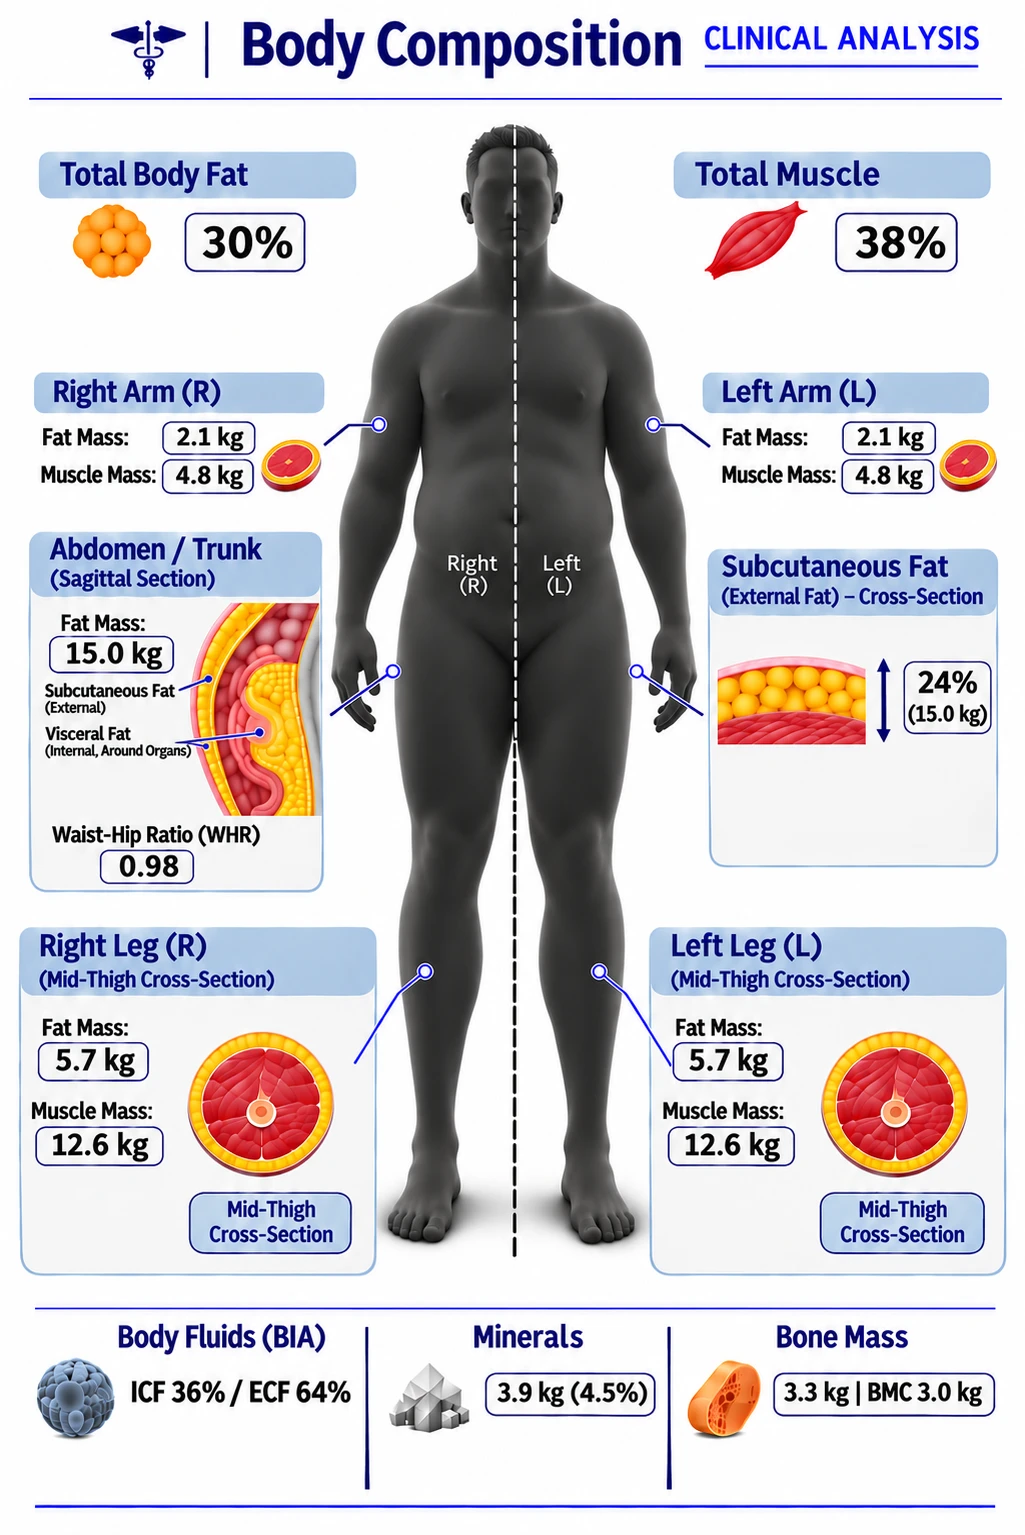 Body Composition
CLINICAL ANALYSIS
Total Body Fat
30%
Total Muscle
38%
Right Arm (R)
Fat Mass: 2.1 kg
Muscle Mass: 4.8 kg
Left Arm (L)
Fat Mass: 2.1 kg
Muscle Mass: 4.8 kg
Abdomen / Trunk
(Sagittal Section)
Fat Mass:
15.0 kg
Subcutaneous Fat
(External)
Visceral Fat
(Internal, Around Organs)
Waist-Hip Ratio (WHR)
0.98
Right
(R)
Left
(L)
Subcutaneous Fat
(External Fat) – Cross-Section
24%
(15.0 kg)
Right Leg (R)
(Mid-Thigh Cross-Section)
Fat Mass:
5.7 kg
Muscle Mass:
12.6 kg
Mid-Thigh
Cross-Section
Left Leg (L)
(Mid-Thigh Cross-Section)
Fat Mass:
5.7 kg
Muscle Mass:
12.6 kg
Mid-Thigh
Cross-Section
Body Fluids (BIA)
ICF 36% / ECF 64%
Minerals
3.9 kg (4.5%)
Bone Mass
3.3 kg | BMC 3.0 kg